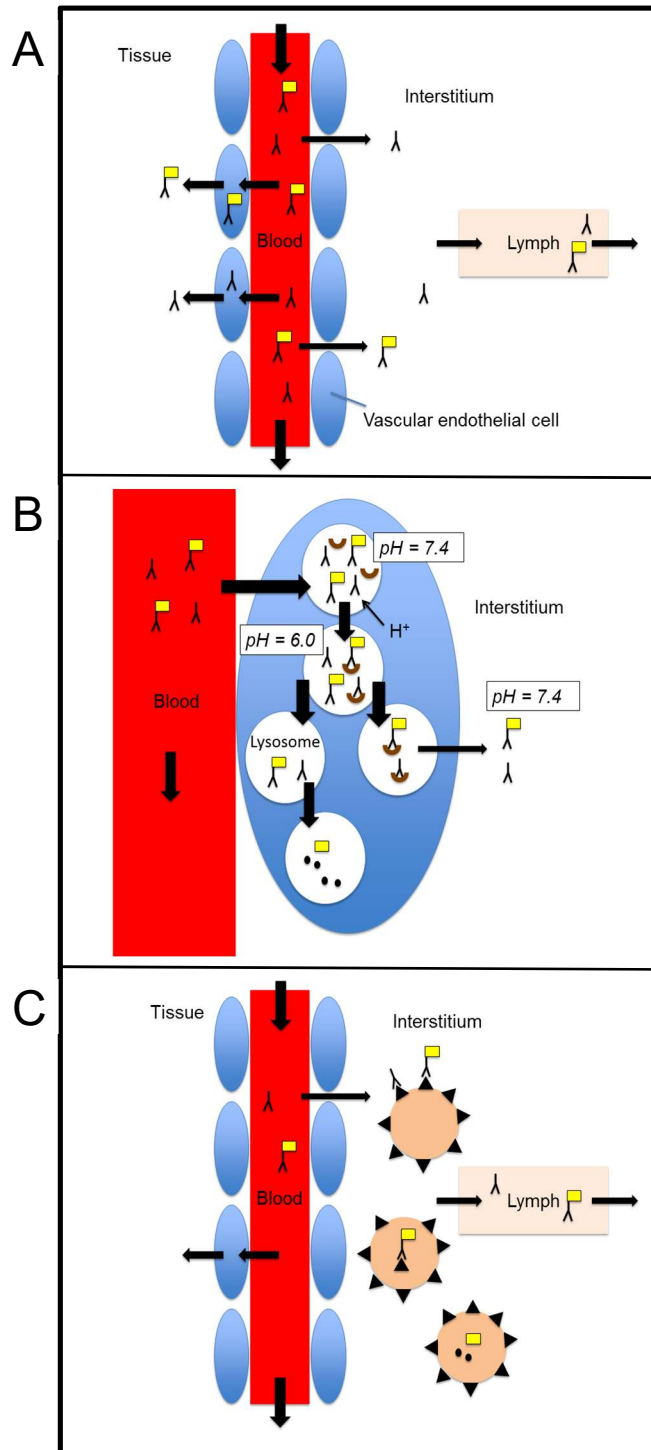 A
Tissue
Interstitium
Blood
Lymph
Vascular endothelial cell
B
pH = 7.4
Interstitium
H⁺
pH = 6.0
pH = 7.4
Blood
Lysosome
C
Tissue
Interstitium
Blood
Lymph